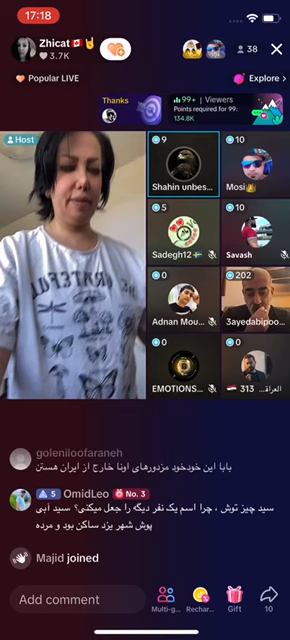 17:18
Zhicat🇨🇦🤘
3.7K
38
Popular LIVE
Explore >
Thanks
99+ | Viewers
Points required for 99:
134.8K
Host
9
Shahin unbes...
10
Mosi
5
Sadegh12
10
Savash
0
Adnan Mou...
202
3ayedabipoo...
0
EMOTIONS...
0
العراق... 313
goleniloofaraneh
بابا این خودخود مزدورهای اونا خارج از ایران هستن
5 OmidLeo No. 3
سید چیز توش ، چرا اسم یک نفر دیگه را جعل میکنی؟ سید آبی
پوش شهر یزد ساکن بود و مرده
Majid joined
Add comment
Multi-g...
Rechar...
Gift
10